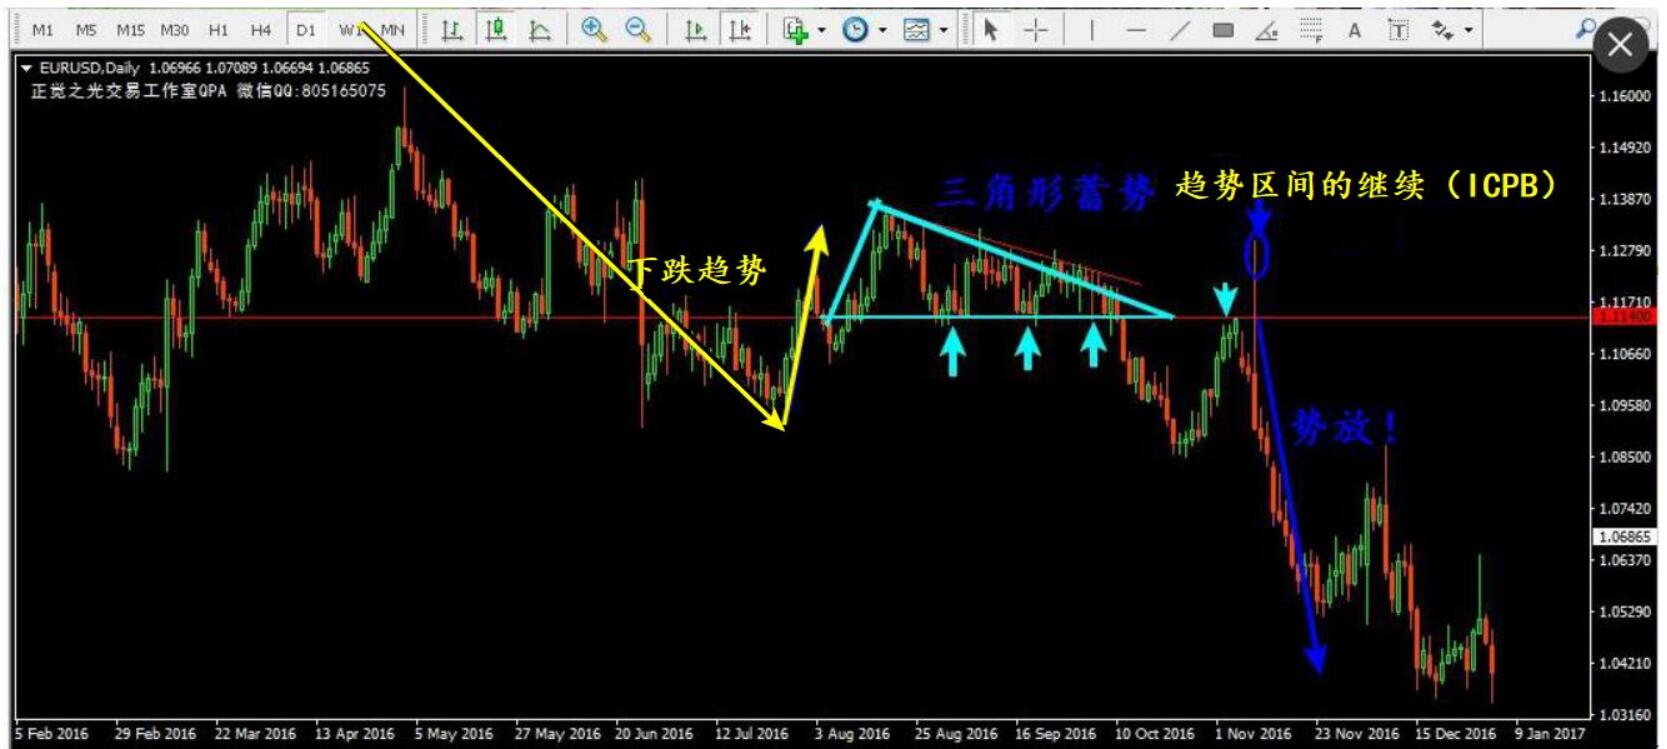 M1 M5 M15 M30 H1 H4 D1 W1 MN
F A T
EURUSD,Daily 1.06966 1.07089 1.06694 1.06865
正觉之光交易工作室QPA 微信QQ:805165075
1.16000
1.14920
三角形蓄势 趋势区间的继续（ICPB）
1.13870
1.12790
下跌趋势
1.11710
1.11400
1.10660
1.09580
势放！
1.08500
1.07420
1.06865
1.06370
1.05290
1.04210
1.03160
5 Feb 2016 29 Feb 2016 22 Mar 2016 13 Apr 2016 5 May 2016 27 May 2016 20 Jun 2016 12 Jul 2016 3 Aug 2016 25 Aug 2016 16 Sep 2016 10 Oct 2016 1 Nov 2016 23 Nov 2016 15 Dec 2016 9 Jan 2017